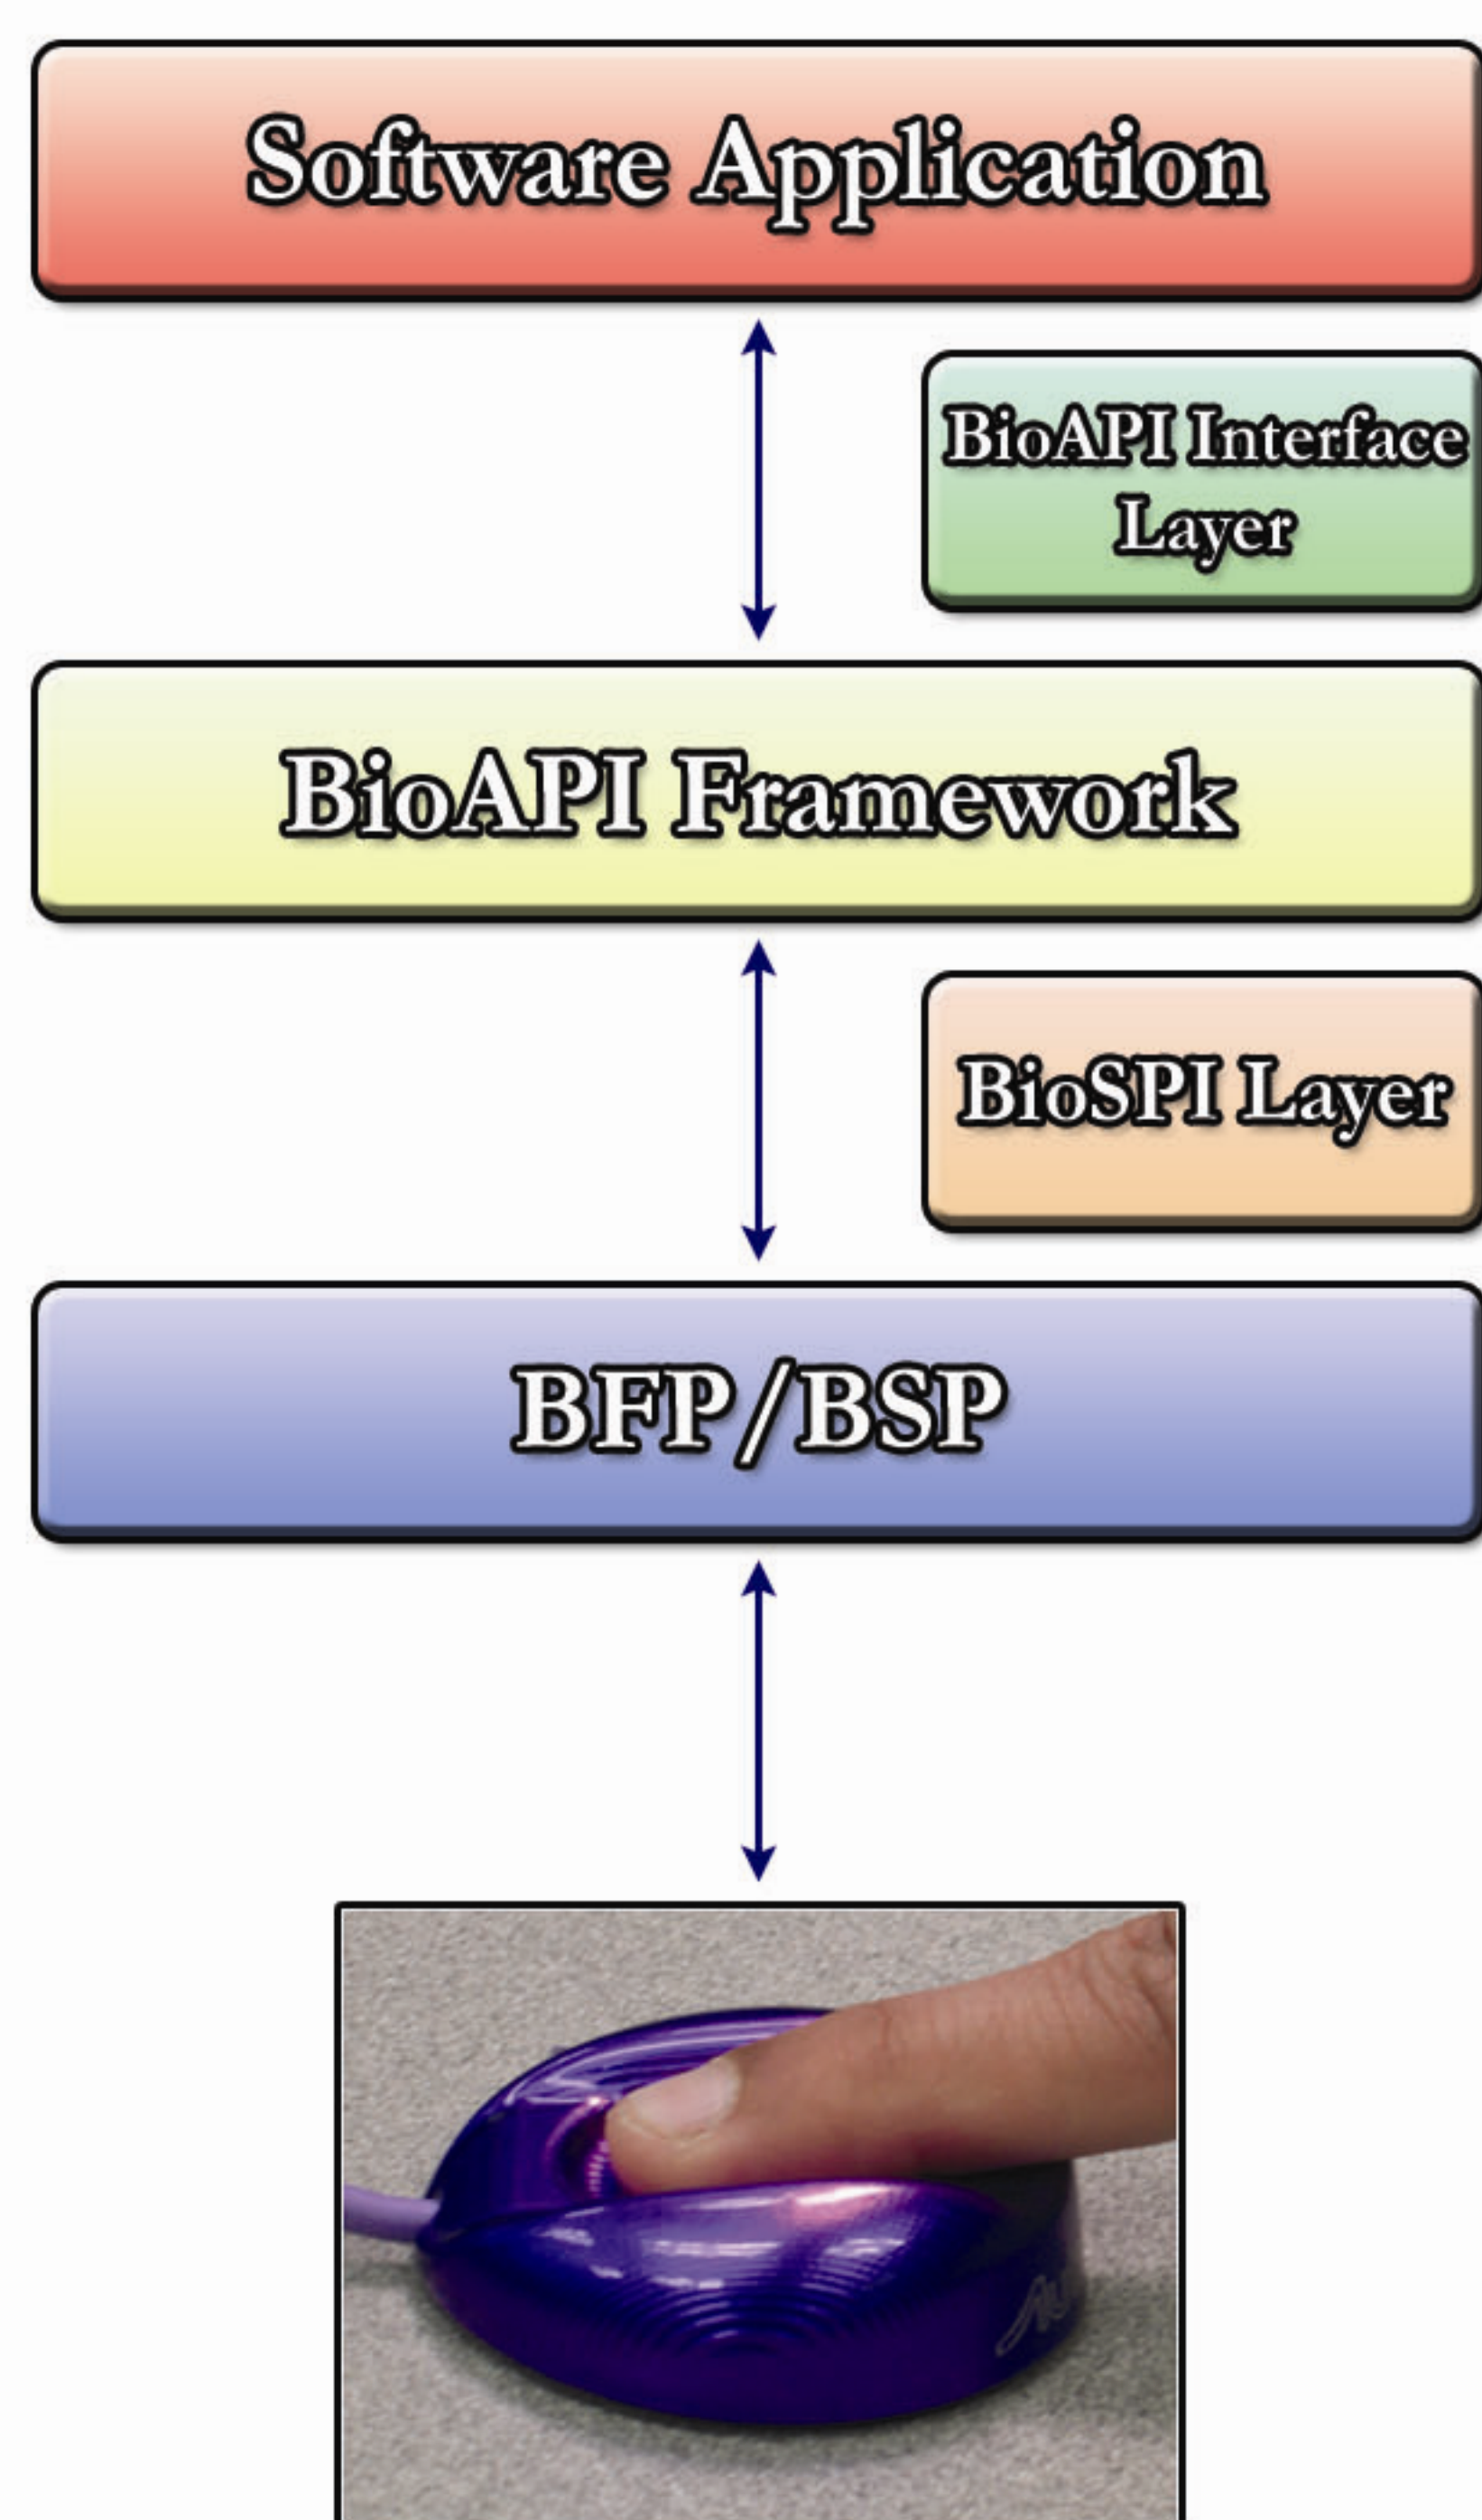 Software Application
BioAPI Interface
Layer
BioAPI Framework
BioSPI Layer
BFP/BSP